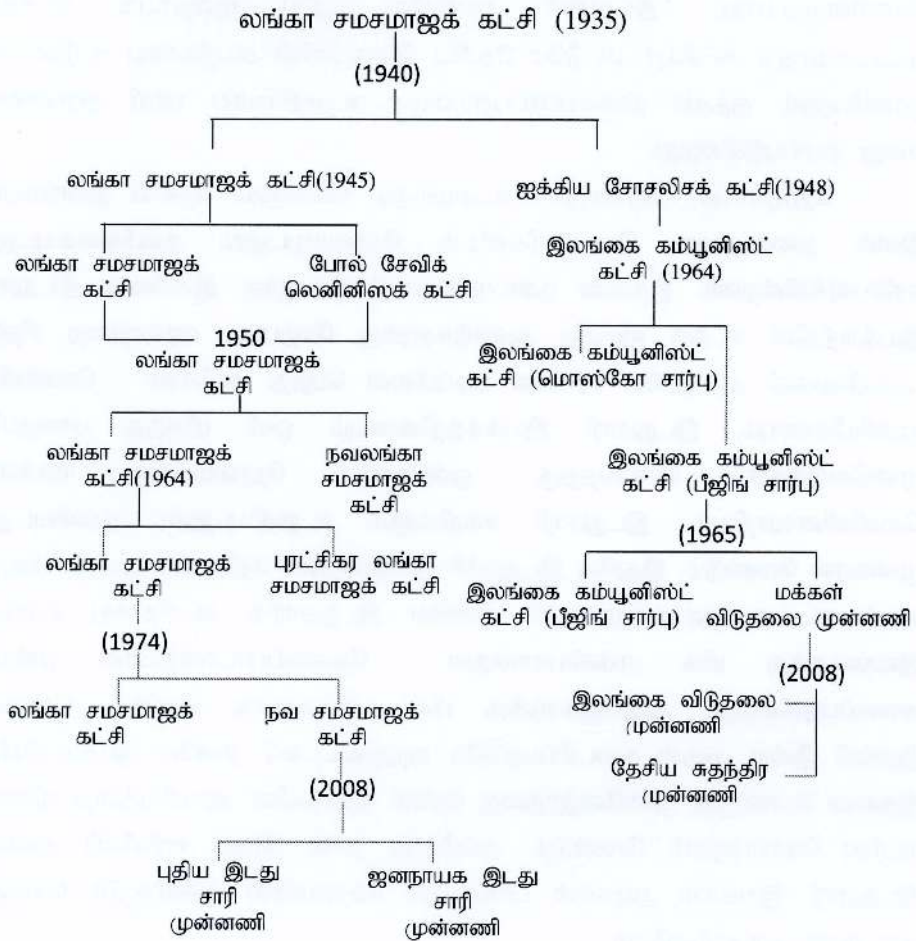 லங்கா சமசமாஜக் கட்சி (1935)
(1940)
லங்கா சமசமாஜக் கட்சி(1945)
ஐக்கிய சோசலிசக் கட்சி(1948)
லங்கா சமசமாஜக்
கட்சி
போல் சேவிக்
லெனினிஸக் கட்சி
இலங்கை கம்யூனிஸ்ட்
கட்சி (1964)
1950
லங்கா சமசமாஜக்
கட்சி
இலங்கை கம்யூனிஸ்ட்
கட்சி (மொஸ்கோ சார்பு)
லங்கா சமசமாஜக்
கட்சி(1964)
நவலங்கா
சமசமாஜக்
கட்சி
இலங்கை கம்யூனிஸ்ட்
கட்சி (பீஜிங் சார்பு)
(1965)
லங்கா சமசமாஜக்
கட்சி
புரட்சிகர லங்கா
சமசமாஜக் கட்சி
இலங்கை கம்யூனிஸ்ட்
கட்சி (பீஜிங் சார்பு)
மக்கள்
விடுதலை முன்னணி
(1974)
(2008)
லங்கா சமசமாஜக்
கட்சி
நவ சமசமாஜக்
கட்சி
இலங்கை விடுதலை
முன்னணி
தேசிய சுதந்திர
முன்னணி
(2008)
புதிய இடது
சாரி
முன்னணி
ஜனநாயக இடது
சாரி
முன்னணி